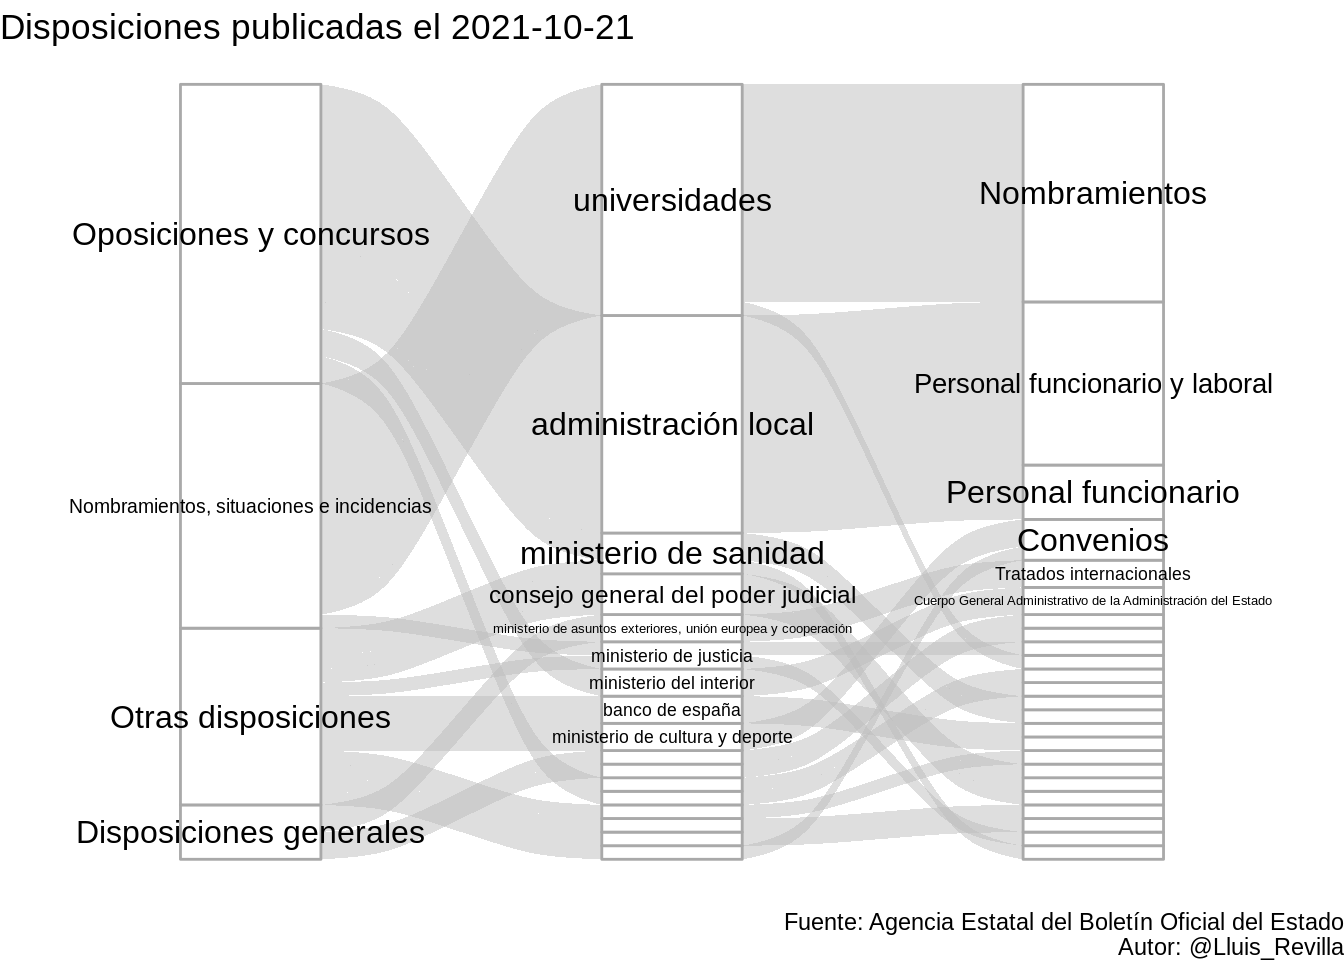 Disposiciones publicadas el 2021-10-21
Oposiciones y concursos
Nombramientos, situaciones e incidencias
Otras disposiciones
Disposiciones generales
universidades
administración local
ministerio de sanidad
consejo general del poder judicial
ministerio de asuntos exteriores, unión europea y cooperación
ministerio de justicia
ministerio del interior
banco de españa
ministerio de cultura y deporte
Nombramientos
Personal funcionario y laboral
Personal funcionario
Convenios
Tratados internacionales
Cuerpo General Administrativo de la Administración del Estado
Fuente: Agencia Estatal del Boletín Oficial del Estado
Autor: @Lluis_Revilla